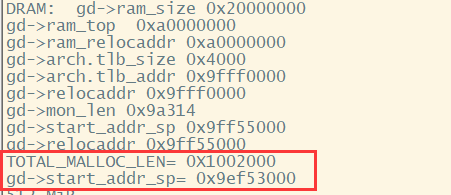 DRAM:  gd->ram_size 0x20000000
gd->ram_top  0xa0000000
gd->ram_relocaddr 0xa0000000
gd->arch.tlb_size 0x4000
gd->arch.tlb_addr 0x9fff0000
gd->relocaddr 0x9fff0000
gd->mon_len 0x9a314
gd->start_addr_sp 0x9ff55000
gd->relocaddr 0x9ff55000
TOTAL_MALLOC_LEN= 0x1002000
gd->start_addr_sp= 0x9ef53000